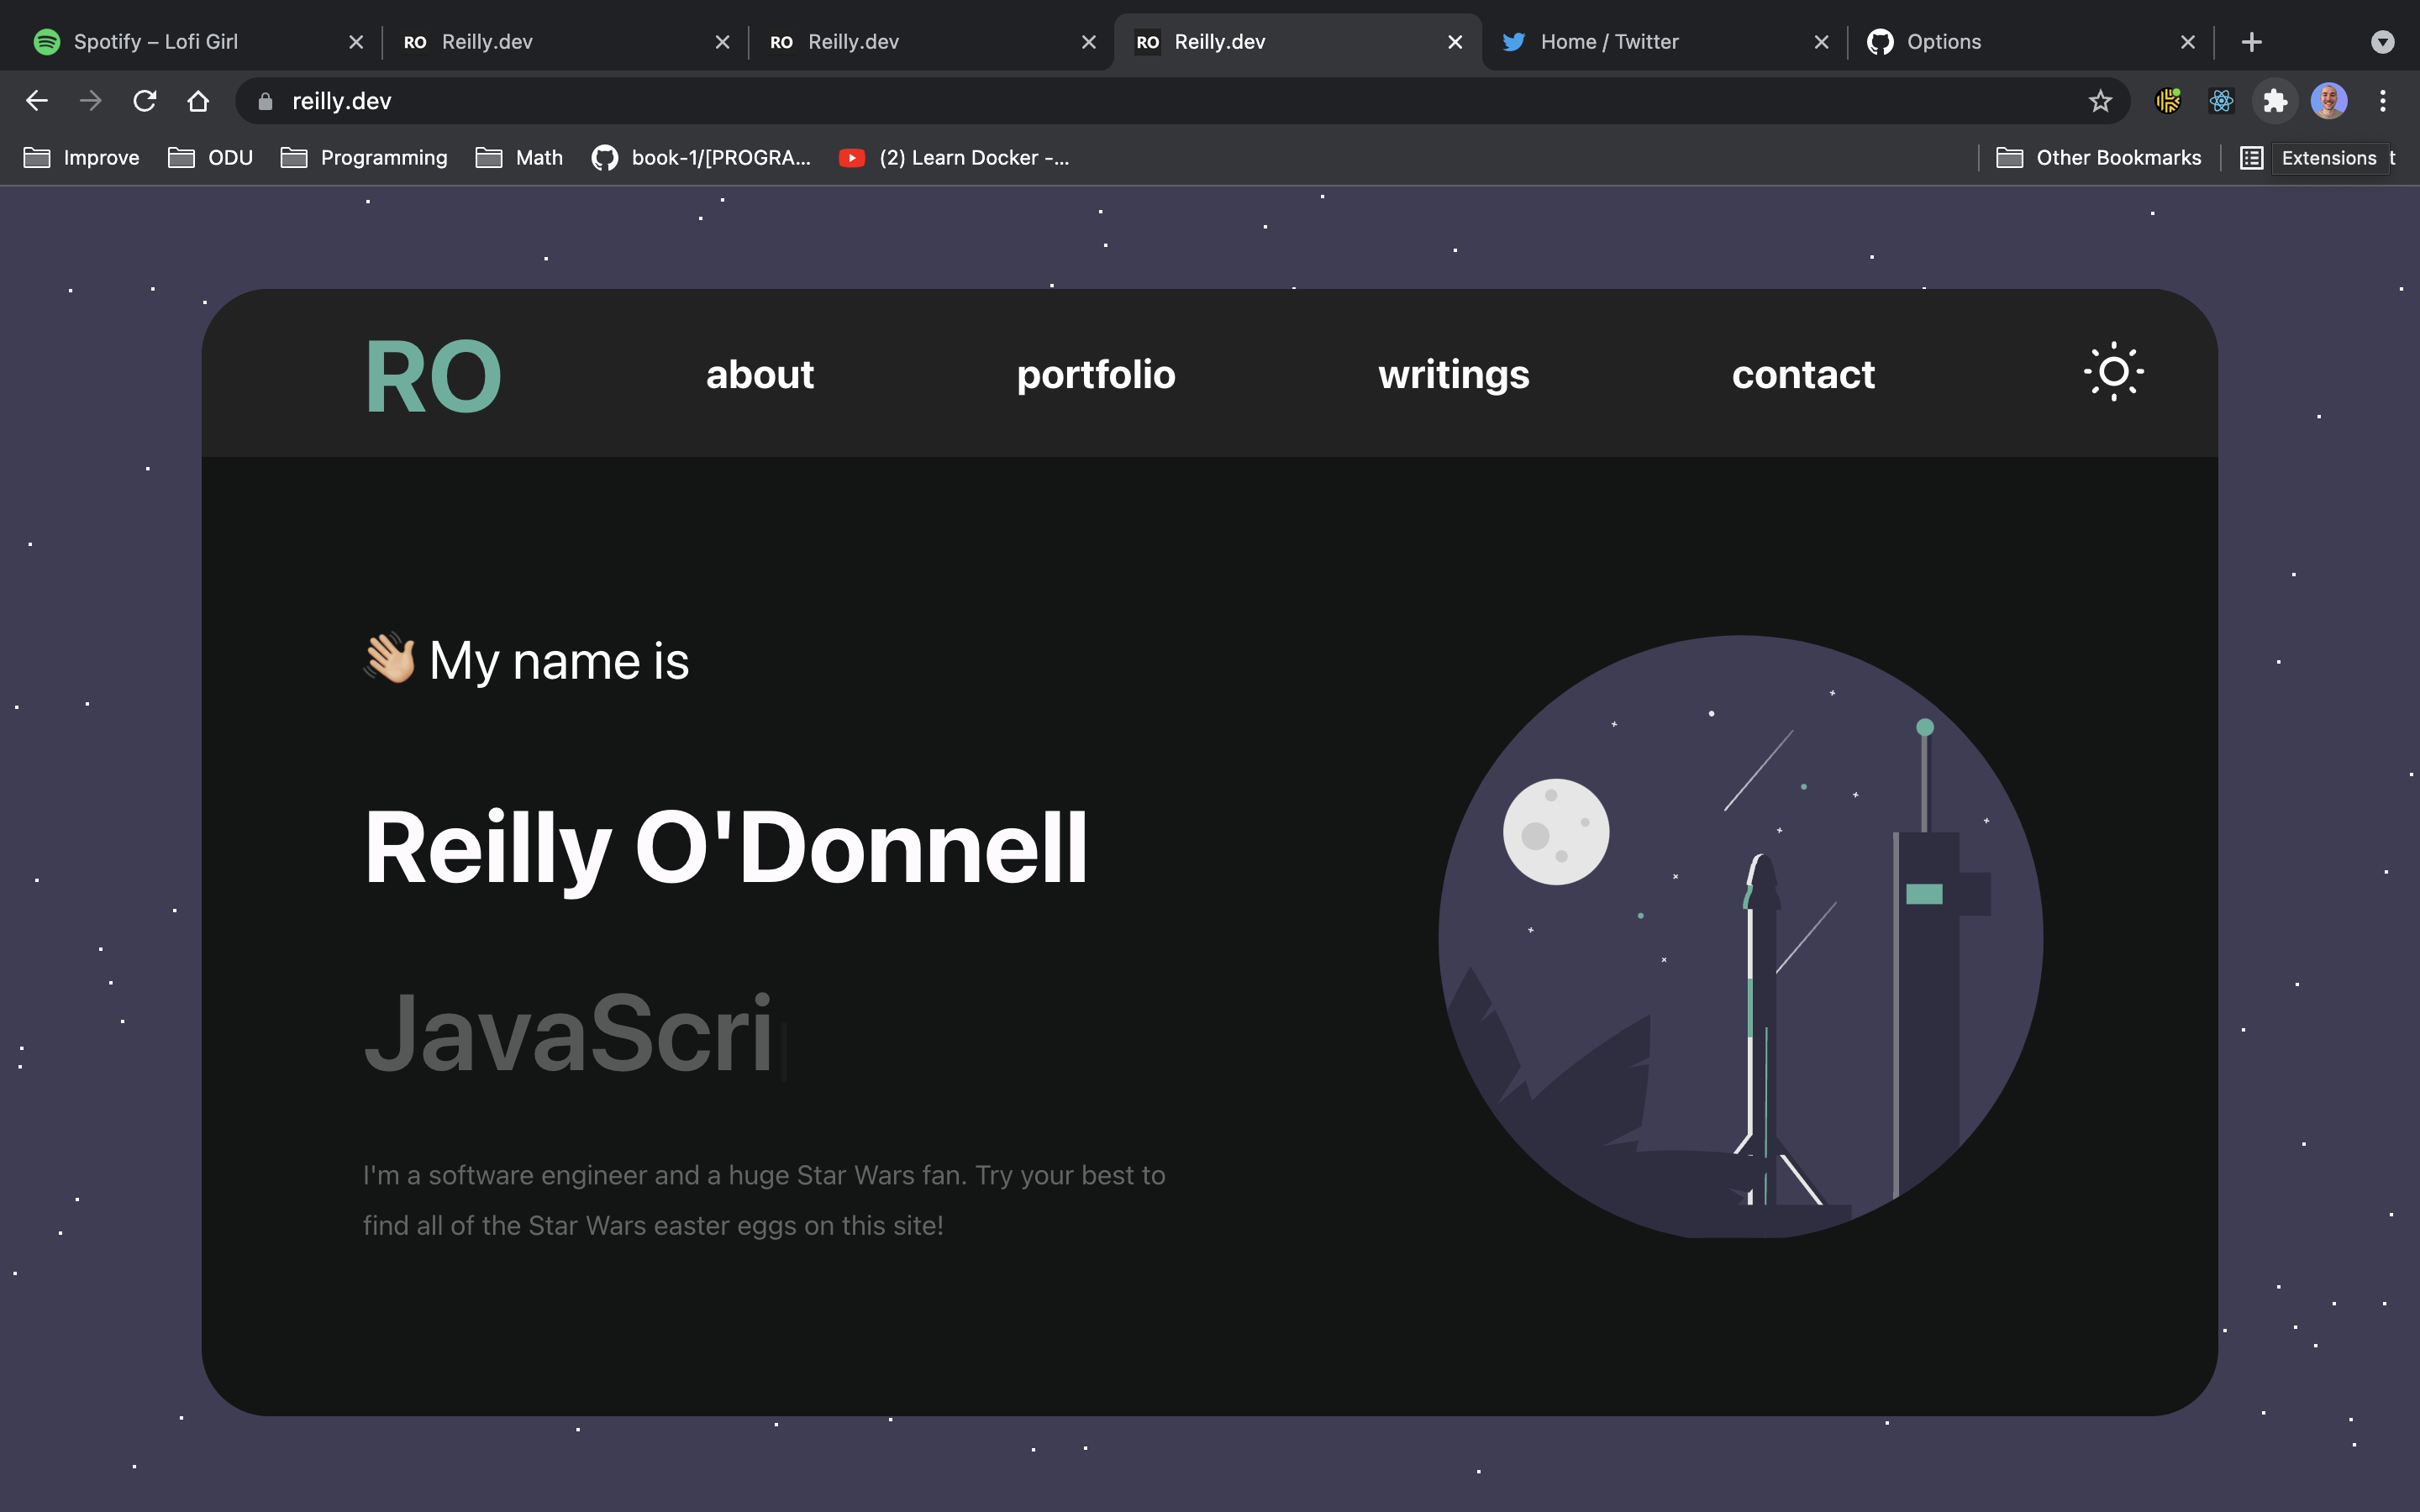 Spotify – Lofi Girl
RO Reilly.dev
RO Reilly.dev
RO Reilly.dev
Home / Twitter
Options
reilly.dev
Improve
ODU
Programming
Math
book-1/[PROGRA...
(2) Learn Docker -...
Other Bookmarks
Extensions t
RO
about
portfolio
writings
contact
👋🏼 My name is
Reilly O'Donnell
JavaScri
I'm a software engineer and a huge Star Wars fan. Try your best to
find all of the Star Wars easter eggs on this site!